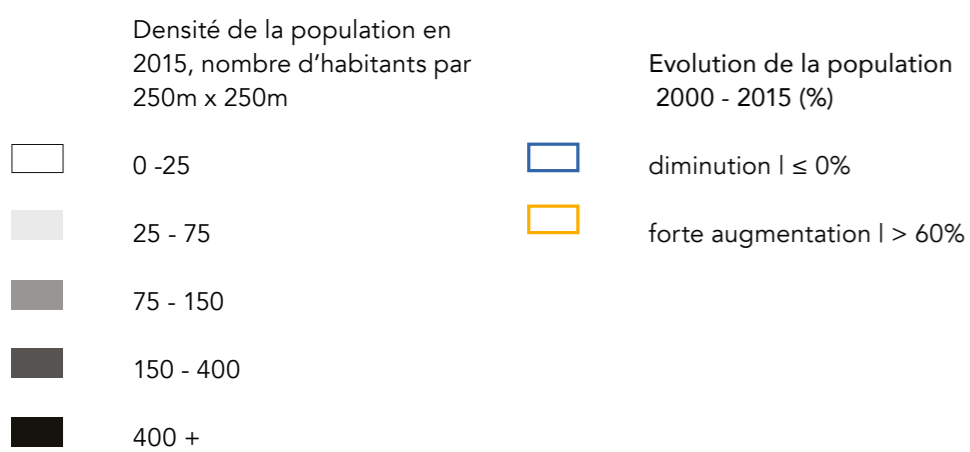 Densité de la population en
2015, nombre d'habitants par
250m x 250m
0 -25
25 - 75
75 - 150
150 - 400
400 +
Evolution de la population
2000 - 2015 (%)
diminution l ≤ 0%
forte augmentation l > 60%